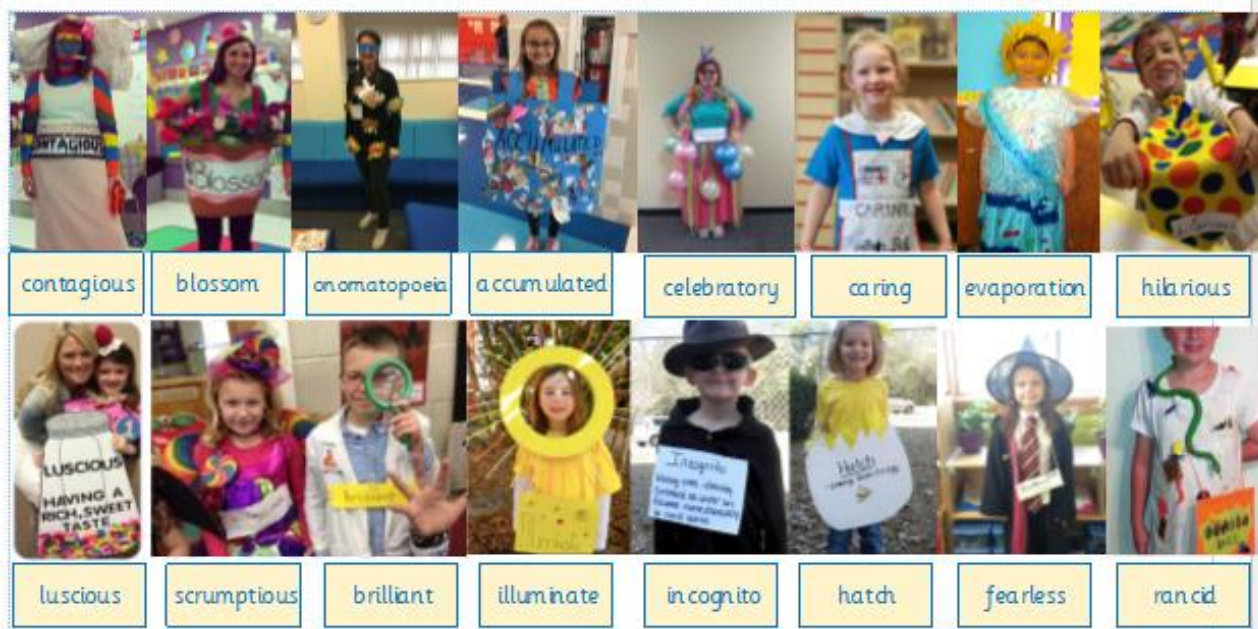 CONTAGIOUS
Blossom
ACCUMULATED
CARING
contagious
blossom
onomatopoeia
accumulated
celebratory
caring
evaporation
hilarious
LUSCIOUS
HAVING A
RICH, SWEET
TASTE
Incognito
Hatch
luscious
scrumptious
brilliant
illuminate
incognito
hatch
fearless
rancid